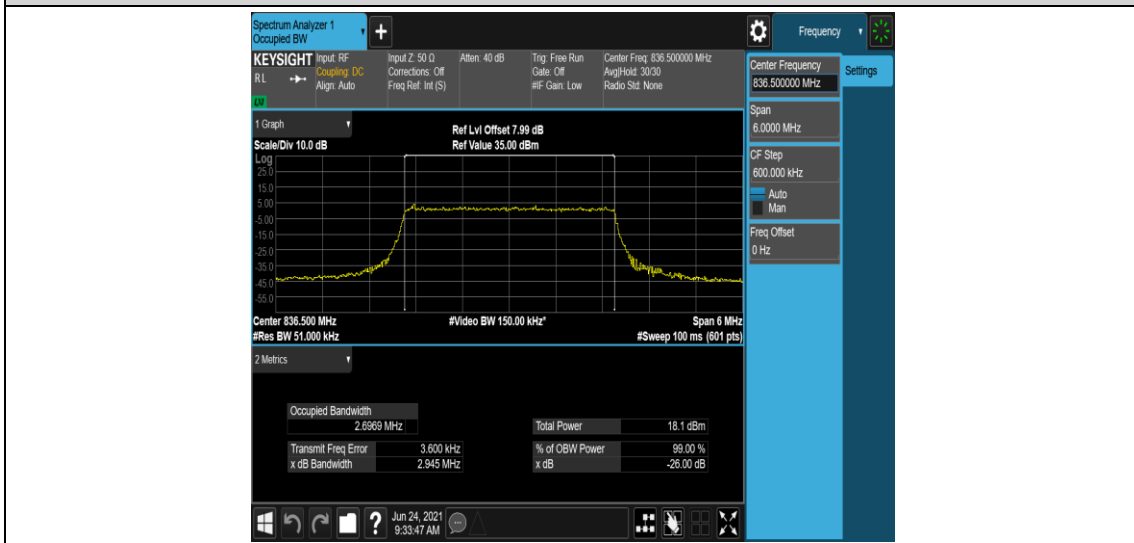 Spectrum Analyzer 1
Occupied BW
Frequency
KEYSIGHT
RL
Input: RF
Coupling: DC
Align: Auto
Input Z: 50 Ω
Corrections: Off
Freq Ref: Int (S)
Atten: 40 dB
Trig: Free Run
Gate: Off
#IF Gain: Low
Center Freq: 836.500000 MHz
Avg|Hold: 30/30
Radio Std: None
Center Frequency
836.500000 MHz
Settings
Span
6.0000 MHz
CF Step
600.000 kHz
Auto
Man
Freq Offset
0 Hz
1 Graph
Scale/Div 10.0 dB
Ref Lvl Offset 7.99 dB
Ref Value 35.00 dBm
Log
25.0
15.0
5.00
-5.00
-15.0
-25.0
-35.0
-45.0
-55.0
Center 836.500 MHz
#Video BW 150.00 kHz*
Span 6 MHz
#Res BW 51.000 kHz
#Sweep 100 ms (601 pts)
2 Metrics
Occupied Bandwidth
2.6969 MHz
Total Power 18.1 dBm
Transmit Freq Error 3.600 kHz
% of OBW Power 99.00 %
x dB Bandwidth 2.945 MHz
x dB -26.00 dB
Jun 24, 2021
9:33:47 AM